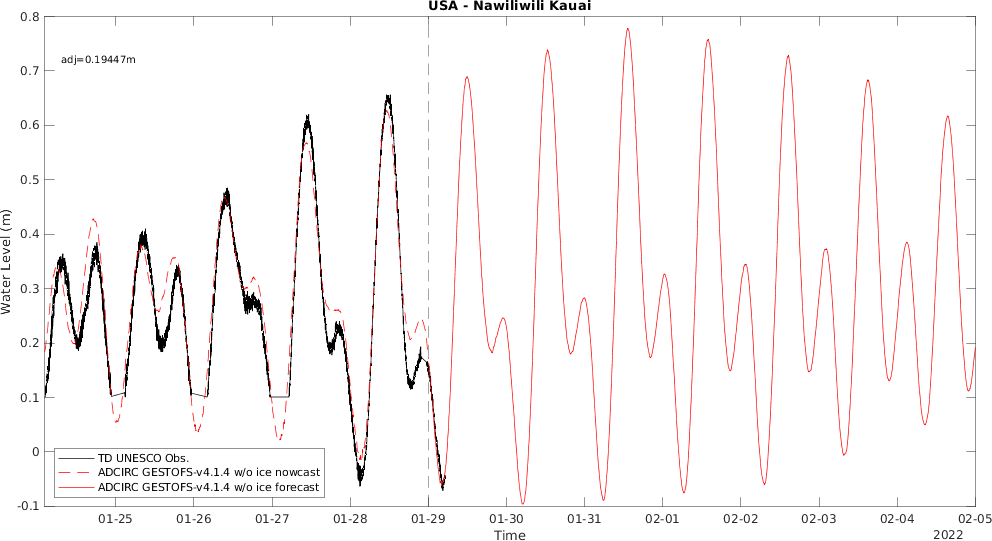 USA - Nawiliwili Kauai
adj=0.19447m
Water Level (m)
0.8
0.7
0.6
0.5
0.4
0.3
0.2
0.1
0
-0.1
TD UNESCO Obs.
ADCIRC GESTOFS-v4.1.4 w/o ice nowcast
ADCIRC GESTOFS-v4.1.4 w/o ice forecast
01-25 01-26 01-27 01-28 01-29 01-30 01-31 02-01 02-02 02-03 02-04 02-05
Time
2022